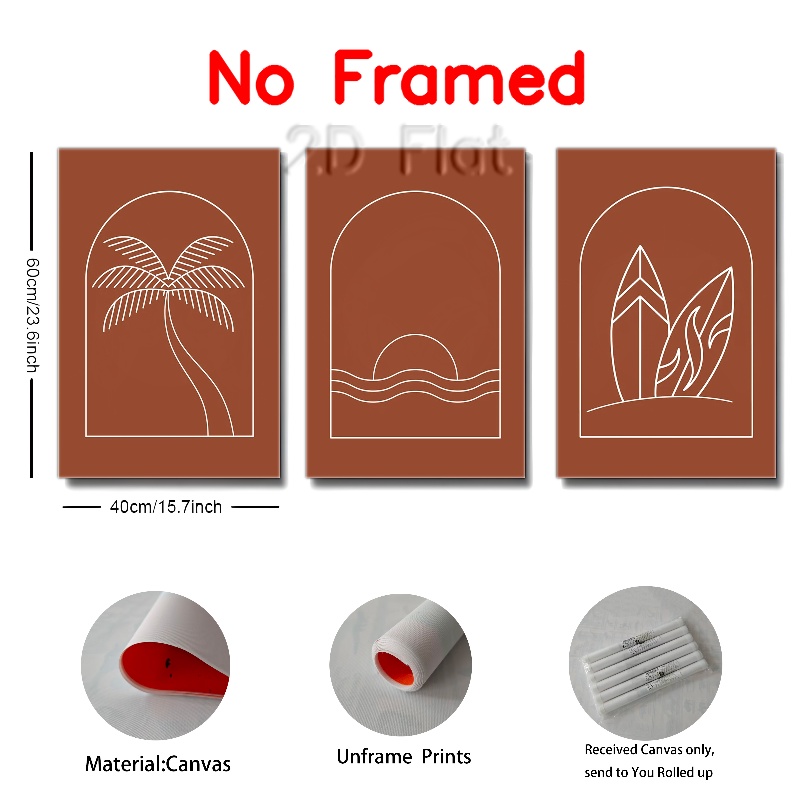 No Framed
2D Flat
60cm/23.6inch
40cm/15.7inch
Material:Canvas
Unframe Prints
Received Canvas only,
send to You Rolled up